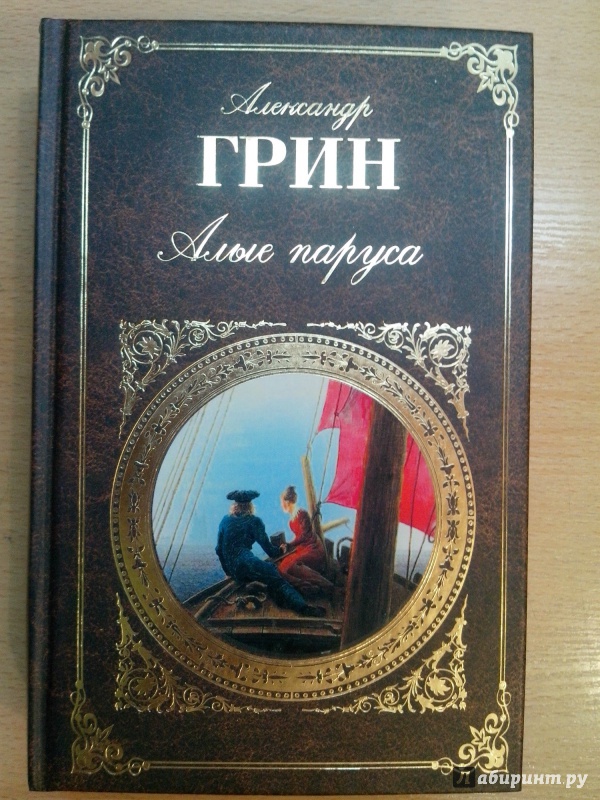 Александр
ГРИН
Алые паруса
Лабиринт.ру